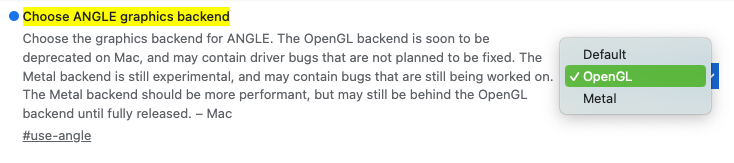 Choose ANGLE graphics backend
Choose the graphics backend for ANGLE. The OpenGL backend is soon to be
deprecated on Mac, and may contain driver bugs that are not planned to be fixed. The
Metal backend is still experimental, and may contain bugs that are still being worked on.
The Metal backend should be more performant, but may still be behind the OpenGL
backend until fully released. – Mac
#use-angle
Default
✓ OpenGL
Metal